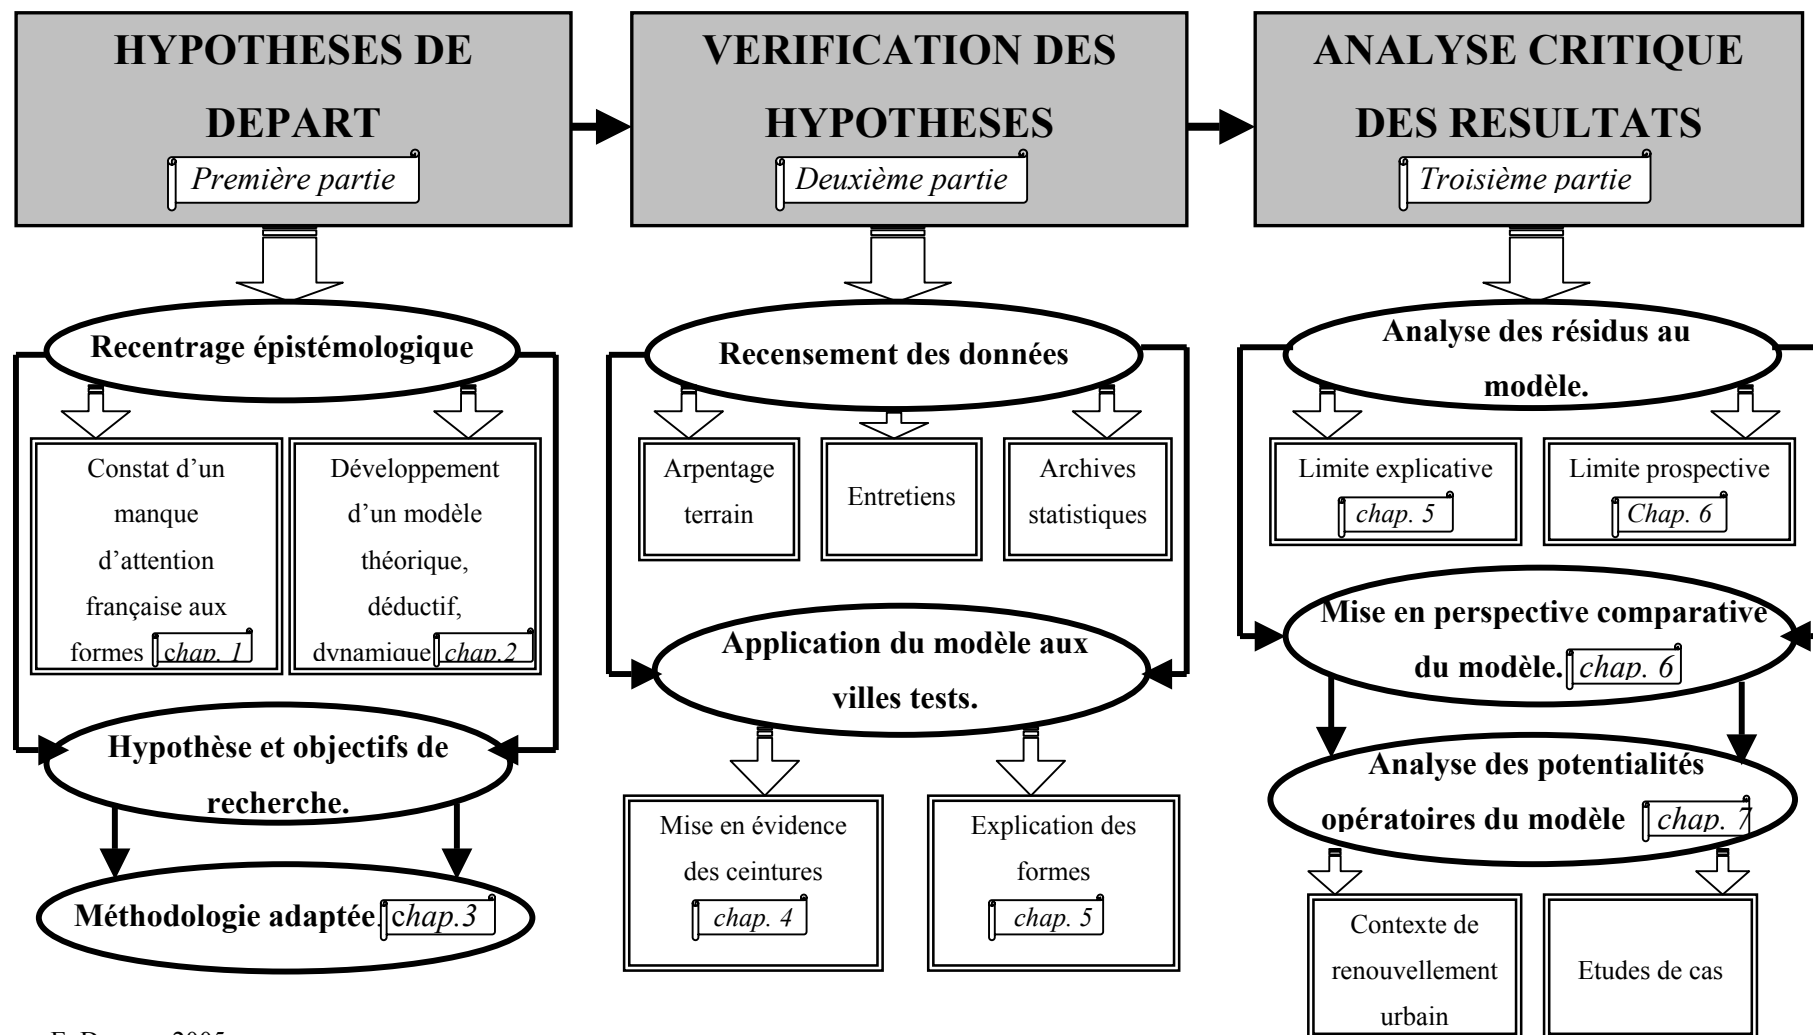 HYPOTHESES DE
DEPART
Première partie
VERIFICATION DES
HYPOTHESES
Deuxième partie
ANALYSE CRITIQUE
DES RESULTATS
Troisième partie
Recentrage épistémologique
Constat d’un
manque
d’attention
française aux
formes chap. 1
Développement
d’un modèle
théorique,
déductif,
dynamique chap.2
Hypothèse et objectifs de
recherche.
Méthodologie adaptée. chap.3
Recensement des données
Arpentage
terrain
Entretiens
Archives
statistiques
Application du modèle aux
villes tests.
Mise en évidence
des ceintures
chap. 4
Explication des
formes
chap. 5
Analyse des résidus au
modèle.
Limite explicative
chap. 5
Limite prospective
Chap. 6
Mise en perspective comparative
du modèle. chap. 6
Analyse des potentialités
opératoires du modèle chap. 7
Contexte de
renouvellement
urbain
Etudes de cas